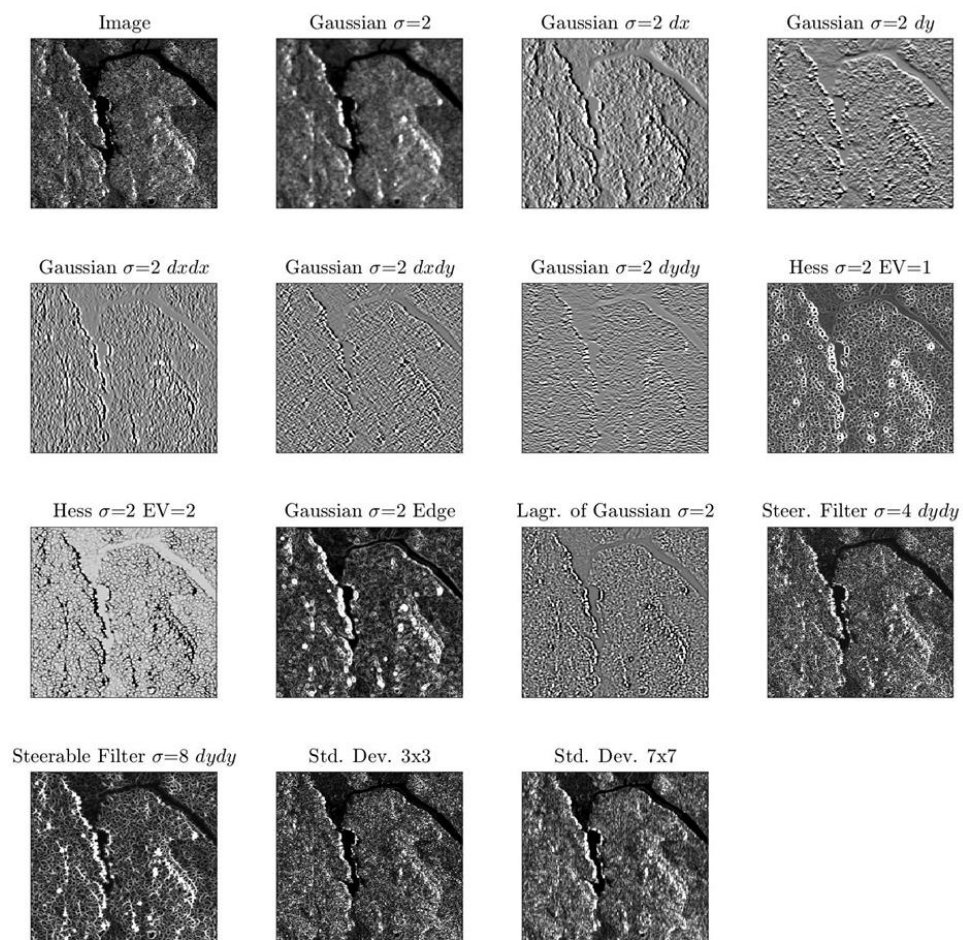 Image
Gaussian σ=2
Gaussian σ=2 dx
Gaussian σ=2 dy
Gaussian σ=2 dxdx
Gaussian σ=2 dxdy
Gaussian σ=2 dydy
Hess σ=2 EV=1
Hess σ=2 EV=2
Gaussian σ=2 Edge
Lagr. of Gaussian σ=2
Steer. Filter σ=4 dydy
Steerable Filter σ=8 dydy
Std. Dev. 3x3
Std. Dev. 7x7